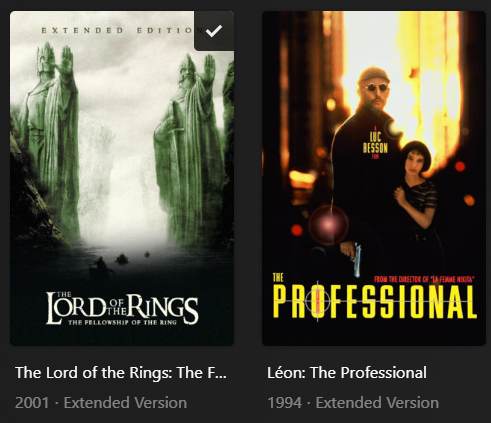 EXTENDED EDITION
THE
LORD OF THE RINGS
THE FELLOWSHIP OF THE RING
The Lord of the Rings: The F...
2001 · Extended Version
A
LUC
BESSON
FILM
FROM THE DIRECTOR OF "LA FEMME NIKITA"
THE
PROFESSIONAL
Léon: The Professional
1994 · Extended Version